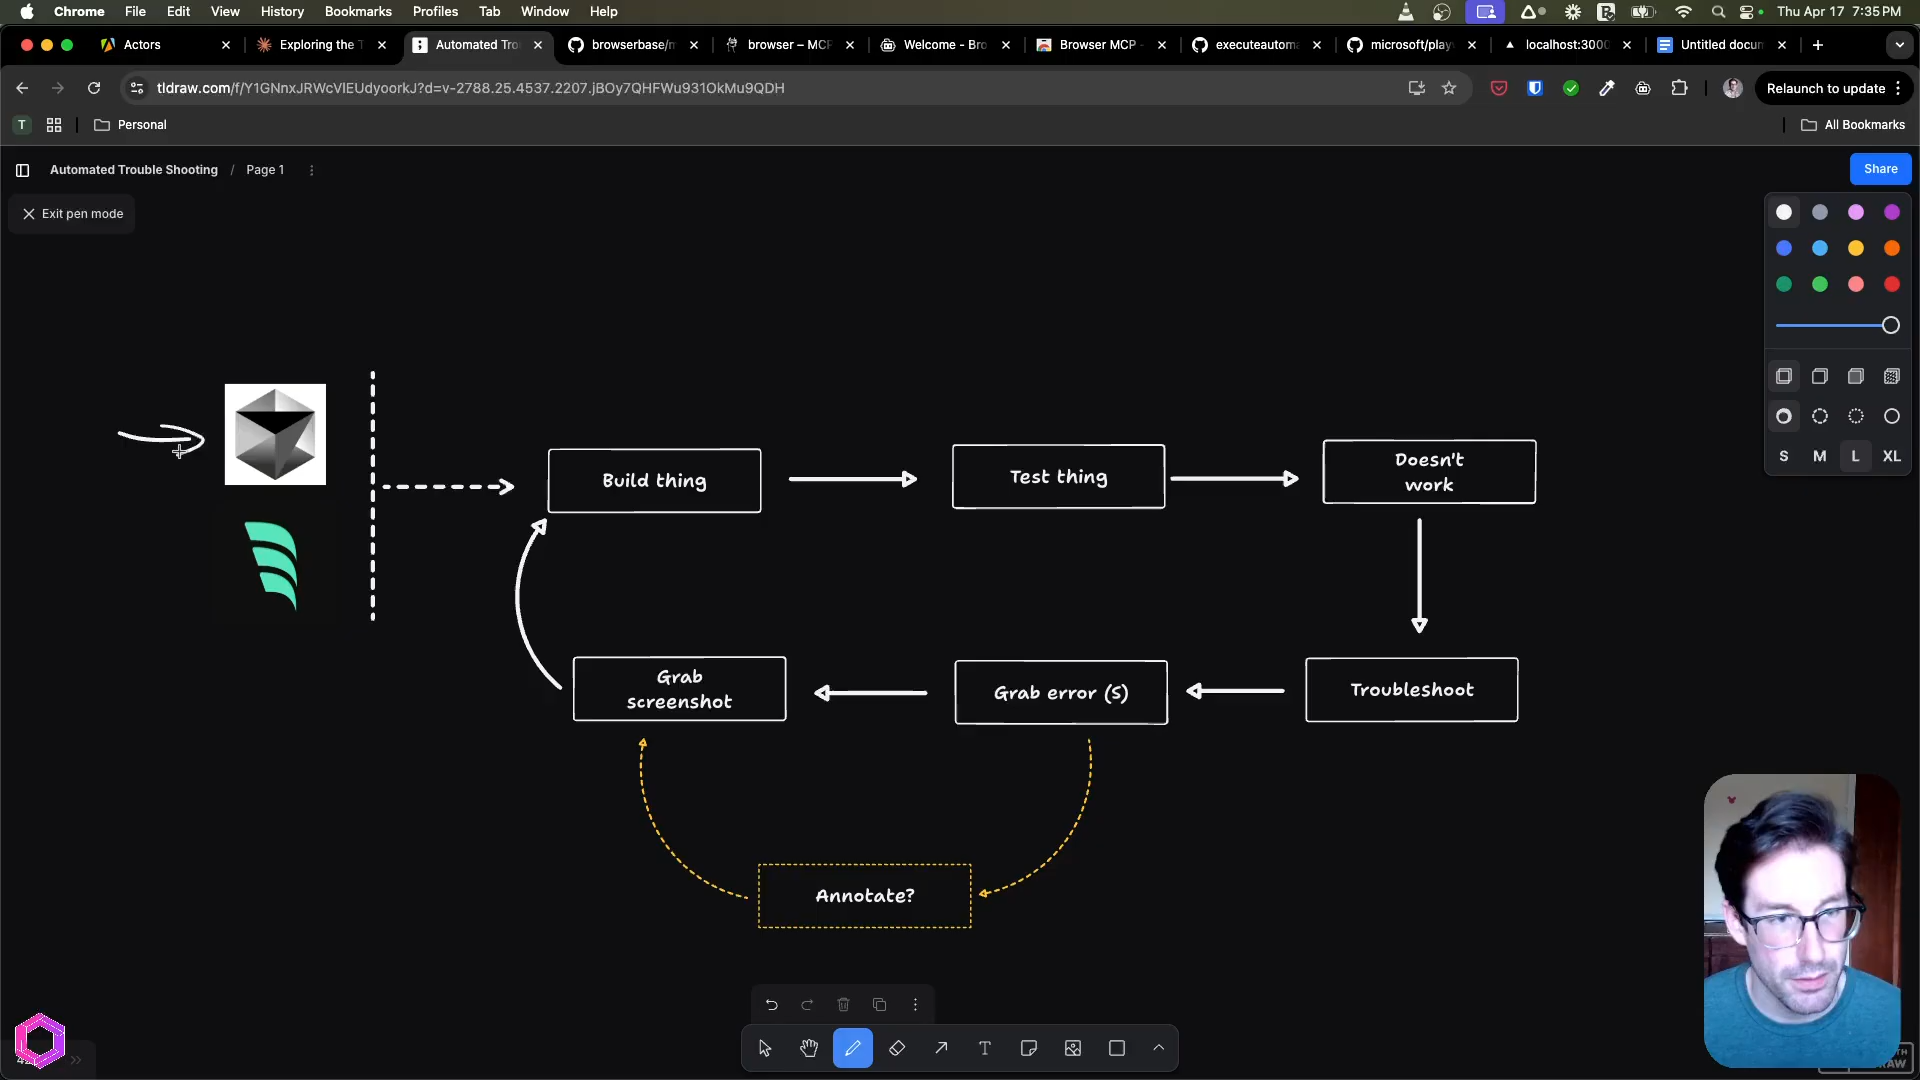 Chrome File Edit View History Bookmarks Profiles Tab Window Help Thu Apr 17 7:35 PM
Actors Exploring the Automated Tro browserbase/ browser – MCP Welcome - Bro Browser MCP - executeautom microsoft/play localhost:3000 Untitled docum
tldraw.com/f/Y1GNnxJRWcVIEUdyoorkJ?d=v-2788.25.4537.2207.jBOy7QHFWu931OkMu9QDH Relaunch to update
T Personal All Bookmarks
Automated Trouble Shooting / Page 1 Share
Exit pen mode
S M L XL
Build thing
Test thing
Doesn't
work
Grab
screenshot
Grab error (S)
Troubleshoot
Annotate?
T